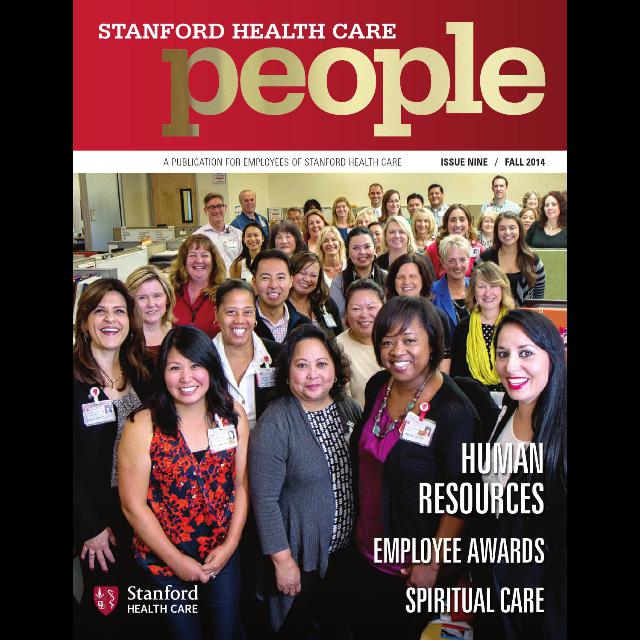 STANFORD HEALTH CARE
people
A PUBLICATION FOR EMPLOYEES OF STANFORD HEALTH CARE ISSUE NINE / FALL 2014
HUMAN
RESOURCES
EMPLOYEE AWARDS
SPIRITUAL CARE
Stanford
HEALTH CARE